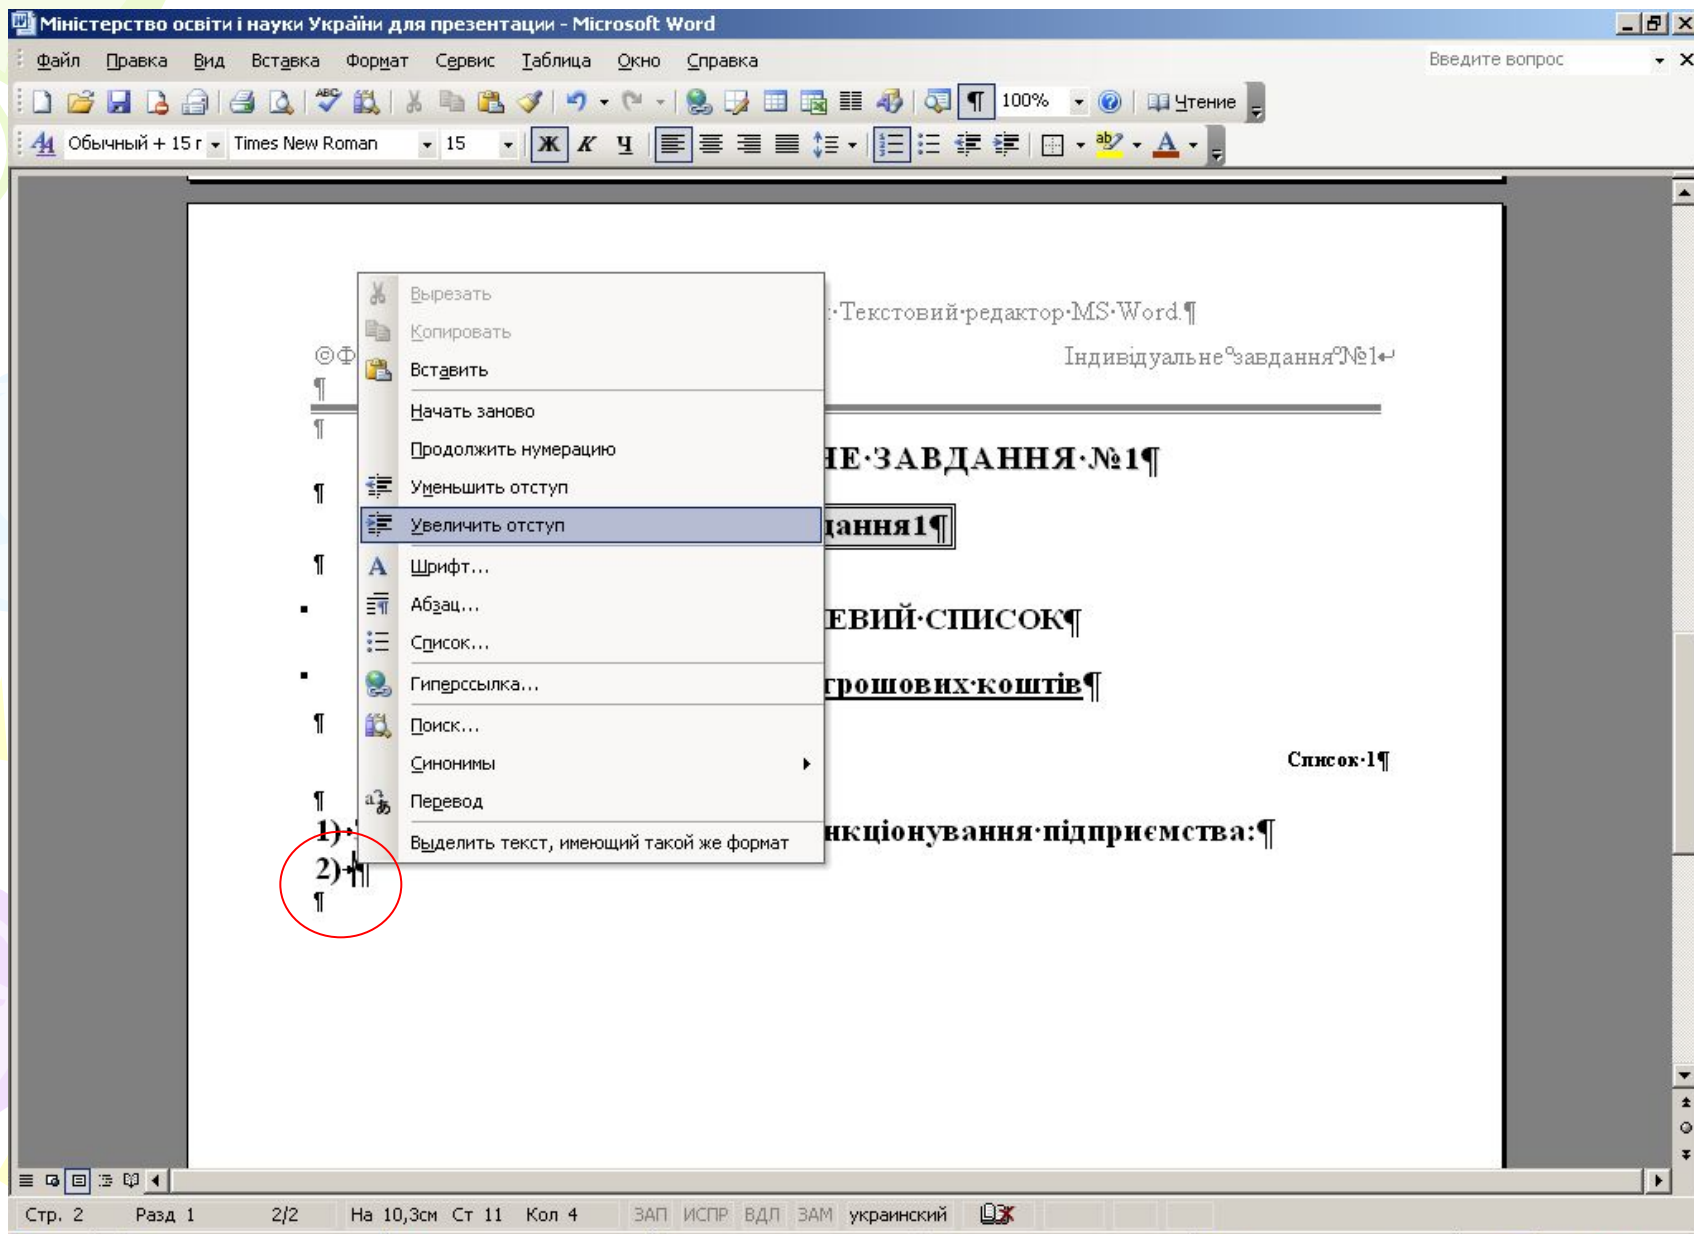 Міністерство освіти і науки України для презентации - Microsoft Word
Файл Правка Вид Вставка Формат Сервис Таблица Окно Справка Введите вопрос
100% Чтение
Обычный + 15 г Times New Roman 15 Ж К Ч
:·Текстовий·редактор·MS·Word.¶
©Ф Індивідуальне°завдання°№1↵
¶
¶
НЕ·ЗАВДАННЯ·№1¶
¶
дання1¶
¶
ЕВИЙ·СПИСОК¶
грошових·коштів¶
¶
Список·1¶
¶
1) нкціонування·підприємства:¶
2) ¶
¶
Вырезать
Копировать
Вставить
Начать заново
Продолжить нумерацию
Уменьшить отступ
Увеличить отступ
Шрифт...
Абзац...
Список...
Гиперссылка...
Поиск...
Синонимы
Перевод
Выделить текст, имеющий такой же формат
Стр. 2 Разд 1 2/2 На 10,3см Ст 11 Кол 4 ЗАП ИСПР ВДЛ ЗАМ украинский